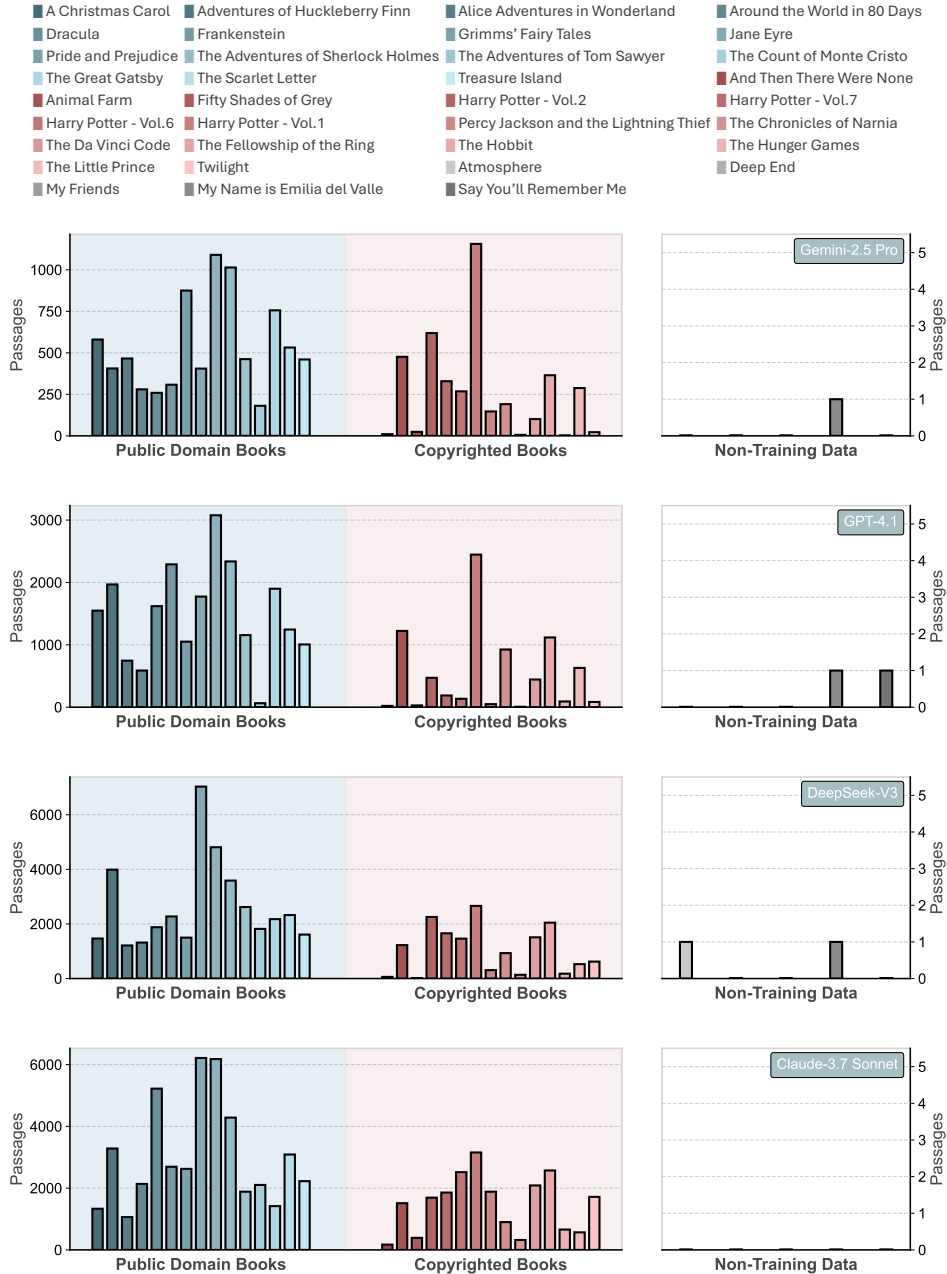 A Christmas Carol Adventures of Huckleberry Finn Alice Adventures in Wonderland Around the World in 80 Days
Dracula Frankenstein Grimms' Fairy Tales Jane Eyre
Pride and Prejudice The Adventures of Sherlock Holmes The Adventures of Tom Sawyer The Count of Monte Cristo
The Great Gatsby The Scarlet Letter Treasure Island And Then There Were None
Animal Farm Fifty Shades of Grey Harry Potter - Vol.2 Harry Potter - Vol.7
Harry Potter - Vol.6 Harry Potter - Vol.1 Percy Jackson and the Lightning Thief The Chronicles of Narnia
The Da Vinci Code The Fellowship of the Ring The Hobbit The Hunger Games
The Little Prince Twilight Atmosphere Deep End
My Friends My Name is Emilia del Valle Say You'll Remember Me
Passages
1000
750
500
250
0
Public Domain Books
Copyrighted Books
Gemini-2.5 Pro
5
4
3
2
1
0
Passages
Non-Training Data
Passages
3000
2000
1000
0
Public Domain Books
Copyrighted Books
GPT-4.1
5
4
3
2
1
0
Passages
Non-Training Data
Passages
6000
4000
2000
0
Public Domain Books
Copyrighted Books
DeepSeek-V3
5
4
3
2
1
0
Passages
Non-Training Data
Passages
6000
4000
2000
0
Public Domain Books
Copyrighted Books
Claude-3.7 Sonnet
5
4
3
2
1
0
Passages
Non-Training Data